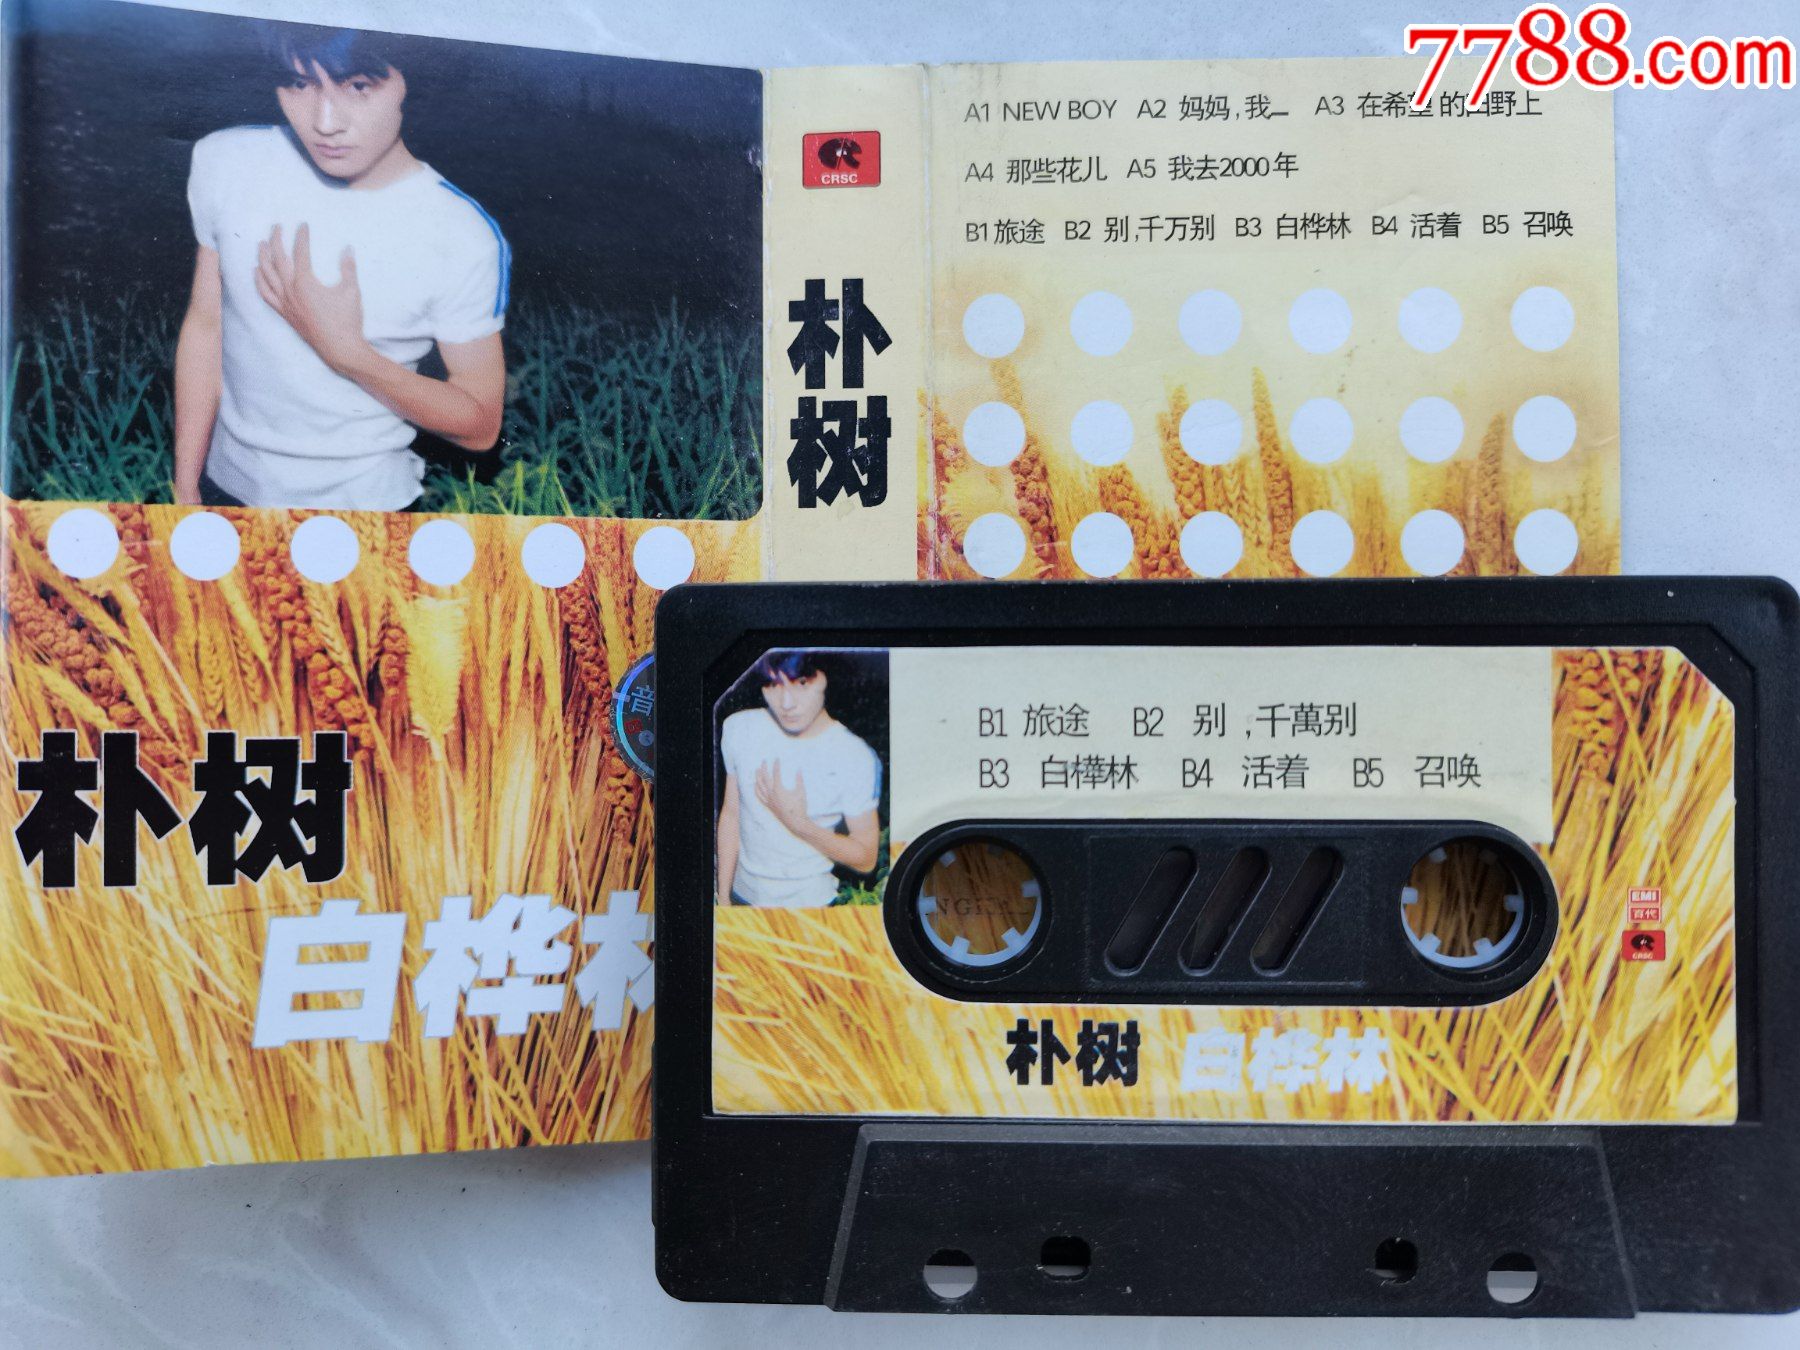 7788.com
A1 NEW BOY A2 妈妈,我... A3 在希望的田野上
A4 那些花儿 A5 我去2000年
B1 旅途 B2 别,千万别 B3 白桦林 B4 活着 B5 召唤
CRSC
朴树
朴树
白桦林
音
B1 旅途 B2 别,千萬别
B3 白樺林 B4 活着 B5 召唤
EMI
百代
CRSC
朴树 白桦林